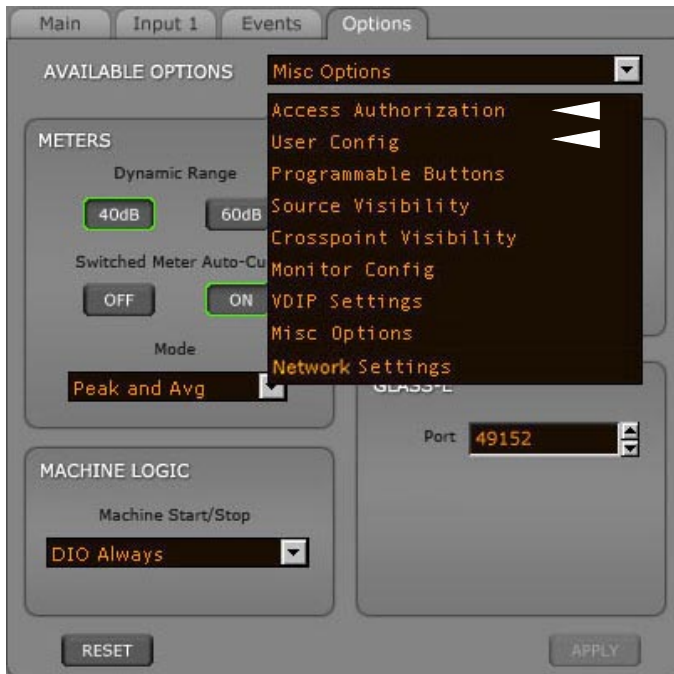 Main Input 1 Events Options
AVAILABLE OPTIONS Misc Options
Access Authorization
User Config
Programmable Buttons
Source Visibility
Crosspoint Visibility
Monitor Config
VDIP Settings
Misc Options
Network Settings
METERS
Dynamic Range
40dB 60dB
Switched Meter
OFF ON
Mode
Peak and Avg
Port 49152
MACHINE LOGIC
Machine Start/Stop
DIO Always
RESET APPLY